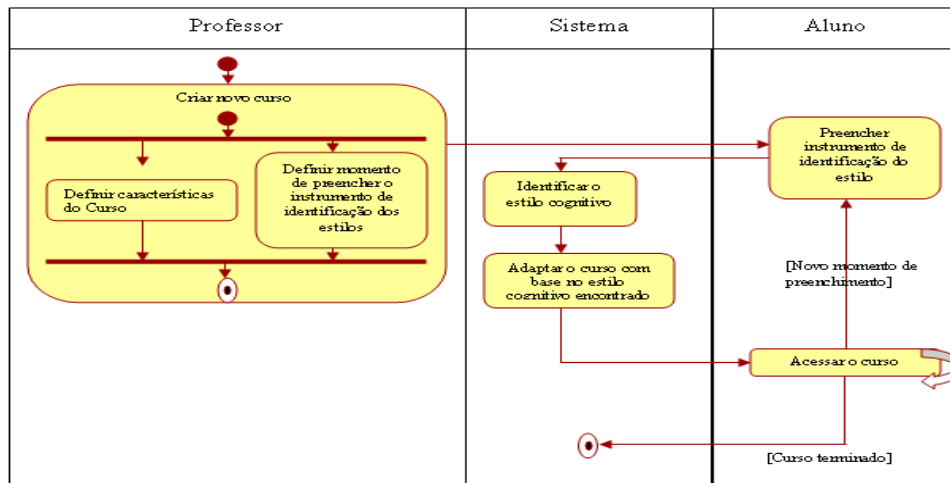 Professor
Sistema
Aluno
Criar novo curso
Definir características
do Curso
Definir momento
de preencher o
instrumento de
identificação dos
estilos
Identificar o
estilo cognitivo
Adaptar o curso com
base no estilo
cognitivo encontrado
Preencher
instrumento de
identificação do
estilo
[Novo momento de
preenchimento]
Acessar o curso
[Curso terminado]